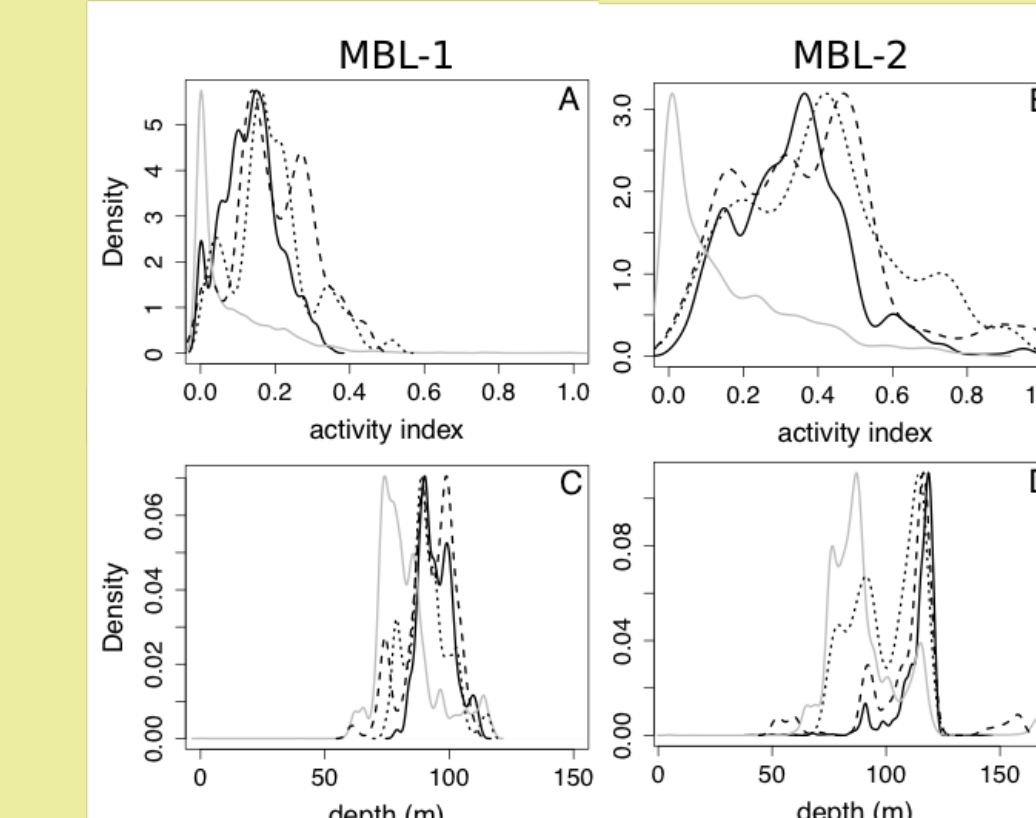 MBL-1 MBL-2
A
Density
0 1 2 3 4 5
0.0 0.2 0.4 0.6 0.8 1.0
activity index
0.0 1.0 2.0 3.0
0.0 0.2 0.4 0.6 0.8
activity index
C
Density
0.00 0.02 0.04 0.06
0 50 100 150
depth (m)
0.00 0.04 0.08
0 50 100 150
depth (m)